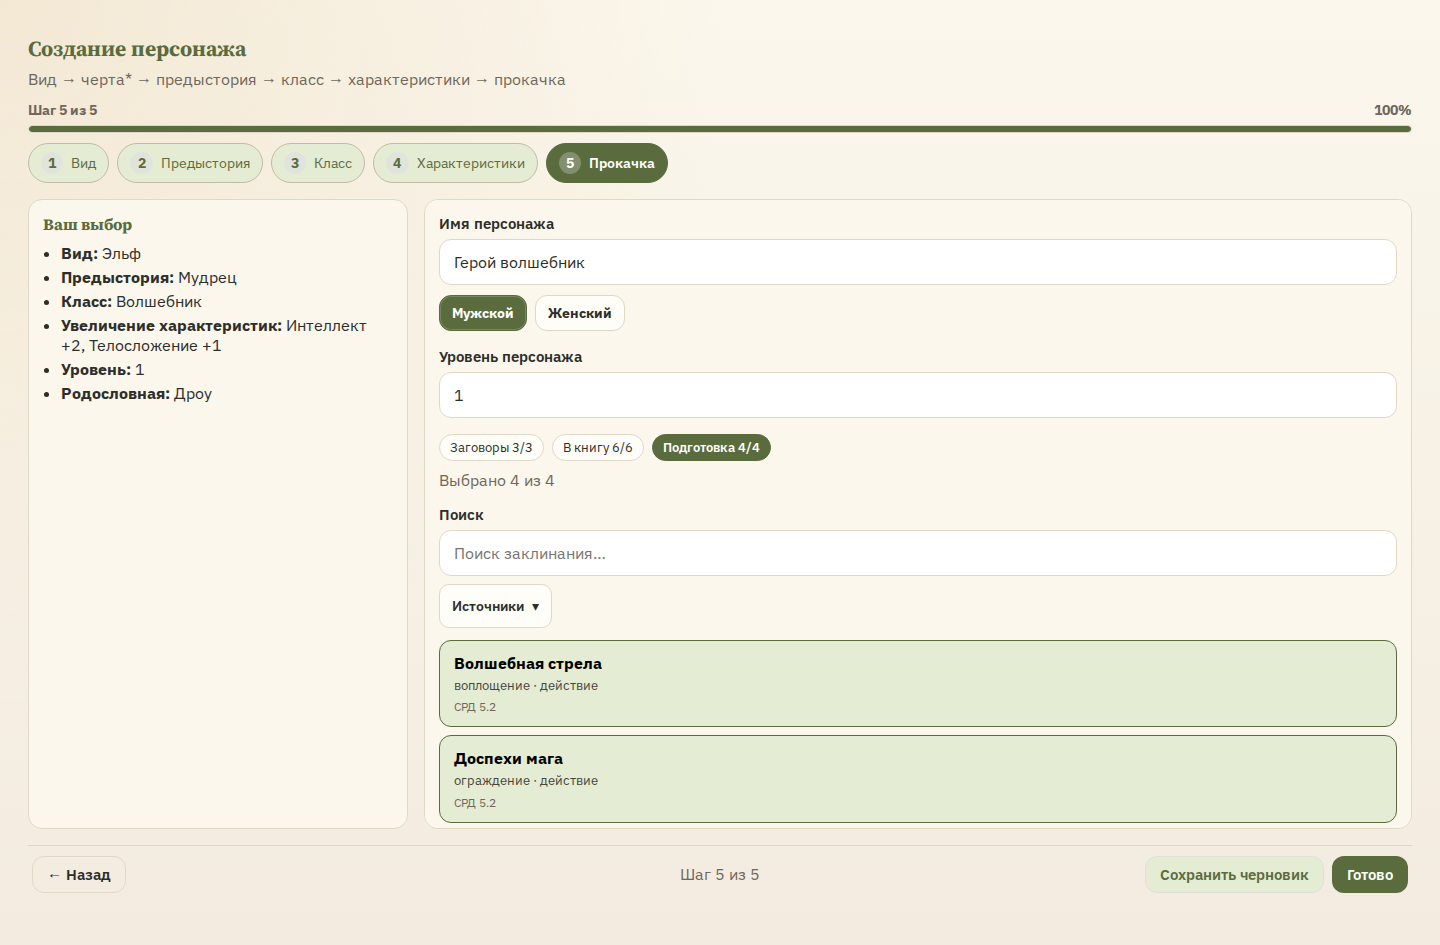 Создание персонажа
Вид → черта* → предыстория → класс → характеристики → прокачка
Шаг 5 из 5
100%
1 Вид
2 Предыстория
3 Класс
4 Характеристики
5 Прокачка
Ваш выбор
Вид: Эльф
Предыстория: Мудрец
Класс: Волшебник
Увеличение характеристик: Интеллект
+2, Телосложение +1
Уровень: 1
Родословная: Дроу
Имя персонажа
Герой волшебник
Мужской
Женский
Уровень персонажа
1
Заговоры 3/3
В книгу 6/6
Подготовка 4/4
Выбрано 4 из 4
Поиск
Поиск заклинания...
Источники ▾
Волшебная стрела
воплощение · действие
СРД 5.2
Доспехи мага
ограждение · действие
СРД 5.2
← Назад
Шаг 5 из 5
Сохранить черновик
Готово